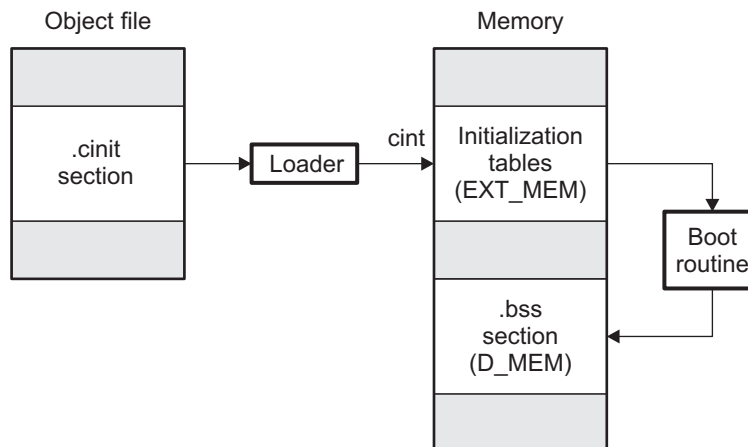 Object file
Memory
.cinit
section
Loader
cint
Initialization
tables
(EXT_MEM)
Boot
routine
.bss
section
(D_MEM)